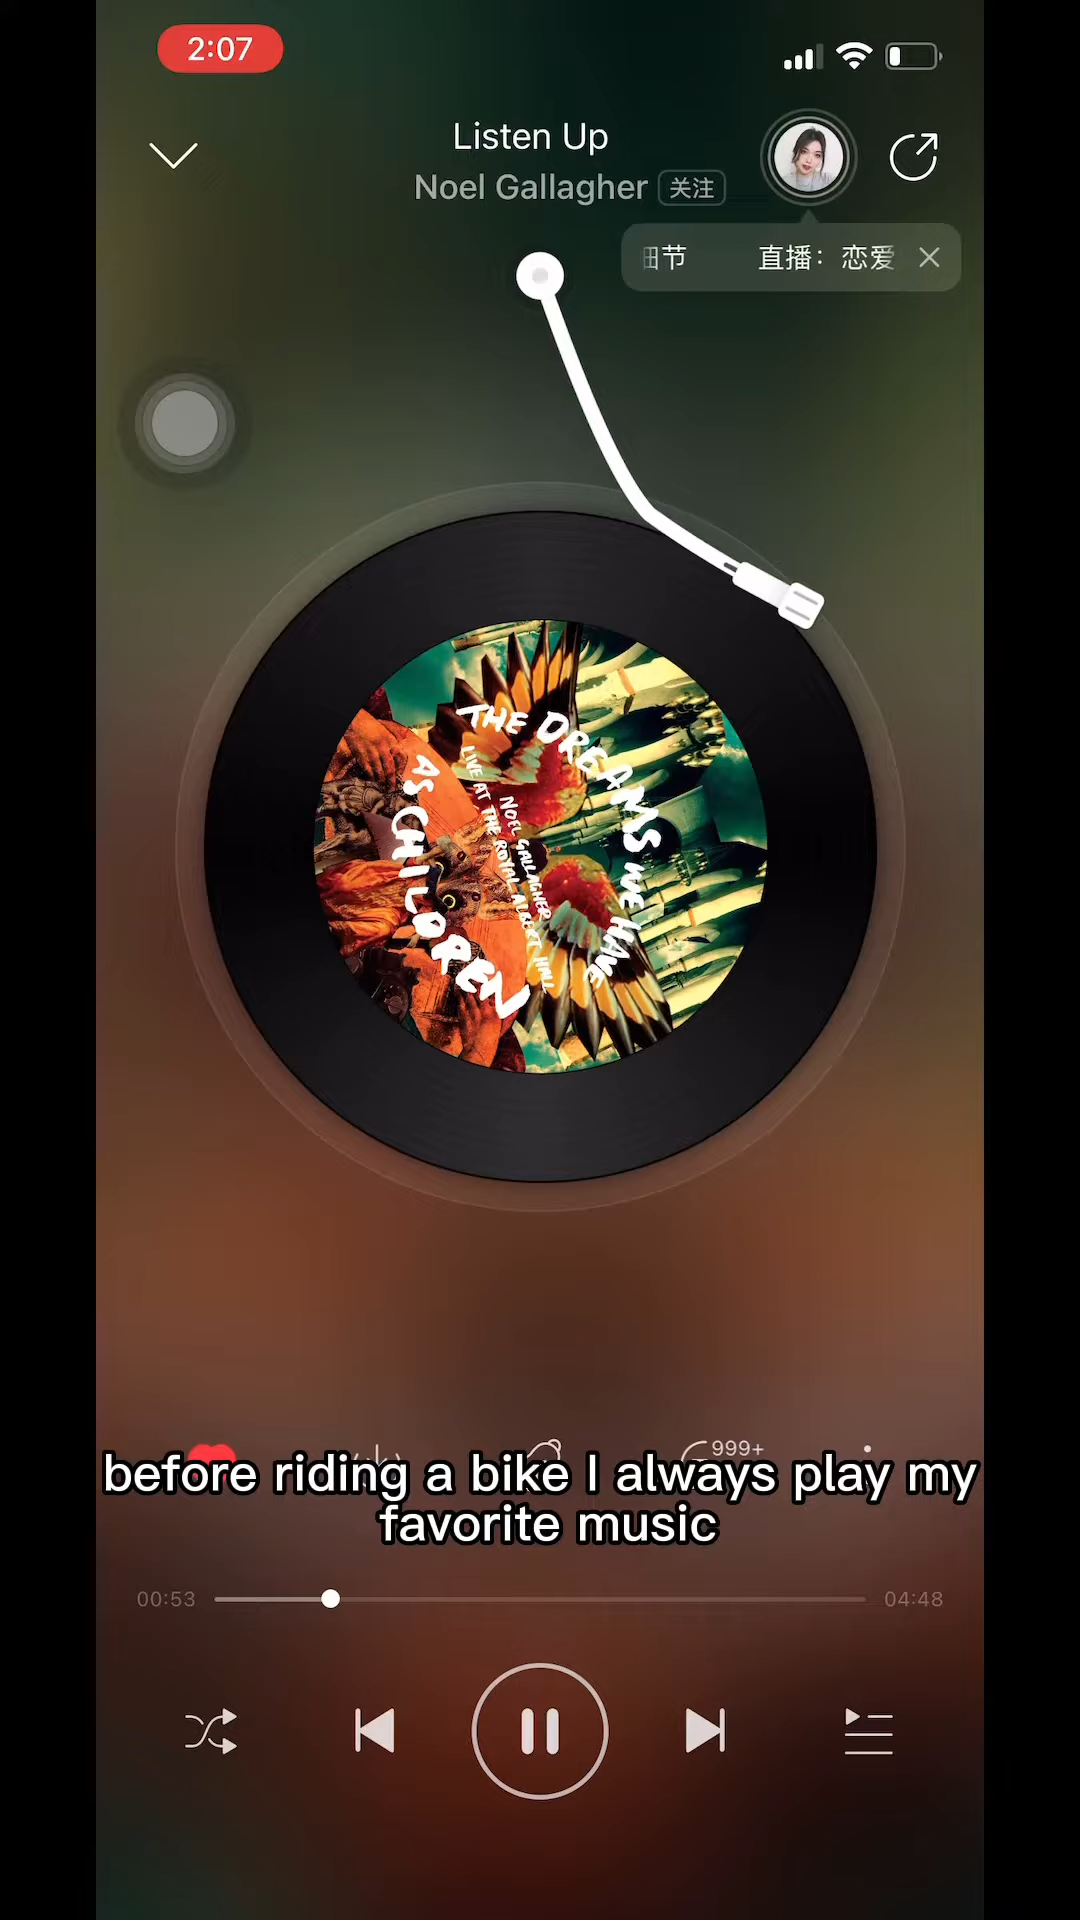 2:07
Listen Up
Noel Gallagher 关注
细节 直播：恋爱
THE DREAMS WE HAVE
AS CHILDREN
NOEL GALLAGHER
LIVE AT THE ROYAL ALBERT HALL
999+
before riding a bike I always play my
favorite music
00:53 04:48